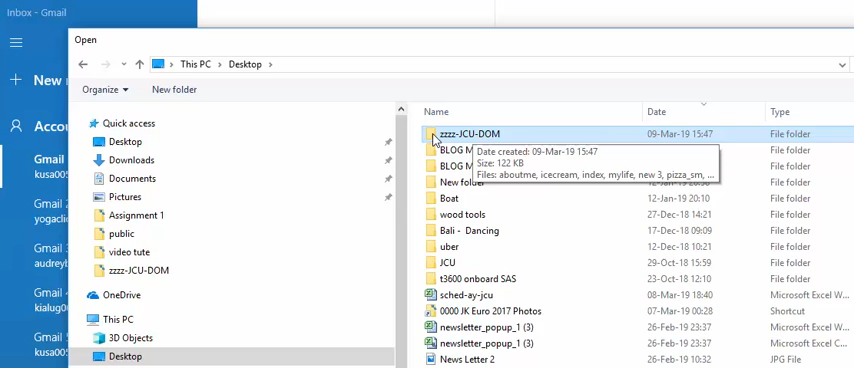 Inbox - Gmail
Open
This PC > Desktop >
Organize
New folder
New
Accou
Gmail
kusa005
Gmail 2
yogaclic
Gmail 3
audreyb
Gmail 4
kialug0
Gmail 5
kusa005
Quick access
Desktop
Downloads
Documents
Pictures
Assignment 1
public
video tute
zzzz-JCU-DOM
OneDrive
This PC
3D Objects
Desktop
Name Date Type
zzzz-JCU-DOM 09-Mar-19 15:47 File folder
BLOG M File folder
BLOG M File folder
Date created: 09-Mar-19 15:47
Size: 122 KB
Files: aboutme, icecream, index, mylife, new 3, pizza_sm, ...
New folder File folder
Boat 12-Jan-19 20:10 File folder
wood tools 27-Dec-18 14:21 File folder
Bali - Dancing 17-Dec-18 09:09 File folder
uber 12-Dec-18 10:21 File folder
JCU 29-Oct-18 15:59 File folder
t3600 onboard SAS 23-Oct-18 12:10 File folder
sched-ay-jcu 08-Mar-19 18:40 Microsoft Excel W...
0000 JK Euro 2017 Photos 07-Mar-19 00:28 Shortcut
newsletter_popup_1 (3) 26-Feb-19 23:37 Microsoft Excel W...
newsletter_popup_1 (3) 26-Feb-19 23:37 Microsoft Excel C...
News Letter 2 26-Feb-19 10:32 JPG File